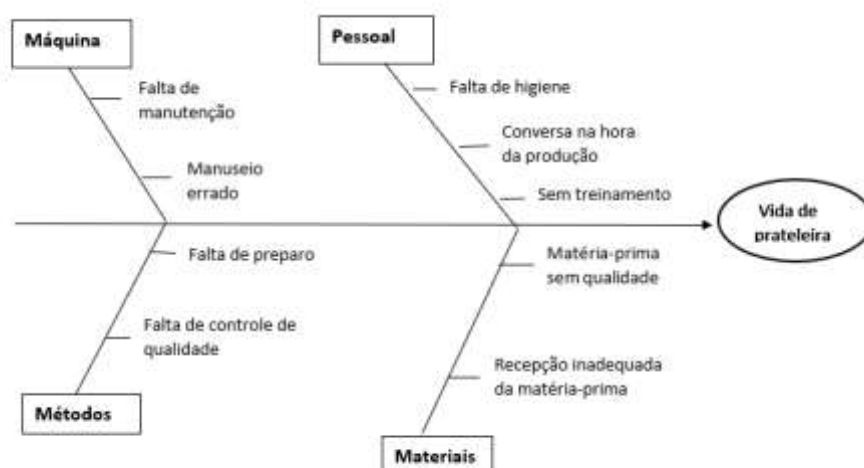 Máquina
Falta de
manutenção
Manuseio
errado
Pessoal
Falta de higiene
Conversa na hora
da produção
Sem treinamento
Vida de
prateleira
Falta de preparo
Falta de controle de
qualidade
Métodos
Matéria-prima
sem qualidade
Recepção inadequada
da matéria-prima
Materiais